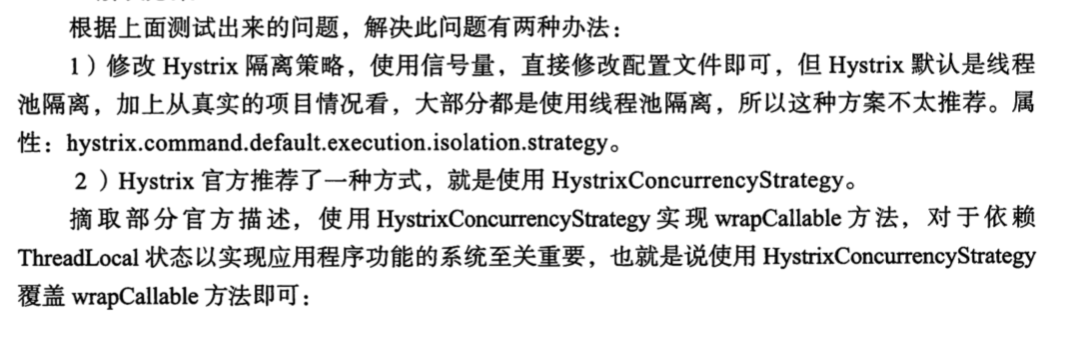 根据上面测试出来的问题，解决此问题有两种办法：
1）修改 Hystrix 隔离策略，使用信号量，直接修改配置文件即可，但 Hystrix 默认是线程
池隔离，加上从真实的项目情况看，大部分都是使用线程池隔离，所以这种方案不太推荐。属
性：hystrix.command.default.execution.isolation.strategy。
2 ）Hystrix 官方推荐了一种方式，就是使用 HystrixConcurrencyStrategy。
摘取部分官方描述，使用 HystrixConcurrencyStrategy 实现 wrapCallable 方法，对于依赖
ThreadLocal 状态以实现应用程序功能的系统至关重要，也就是说使用 HystrixConcurrencyStrategy
覆盖 wrapCallable 方法即可：